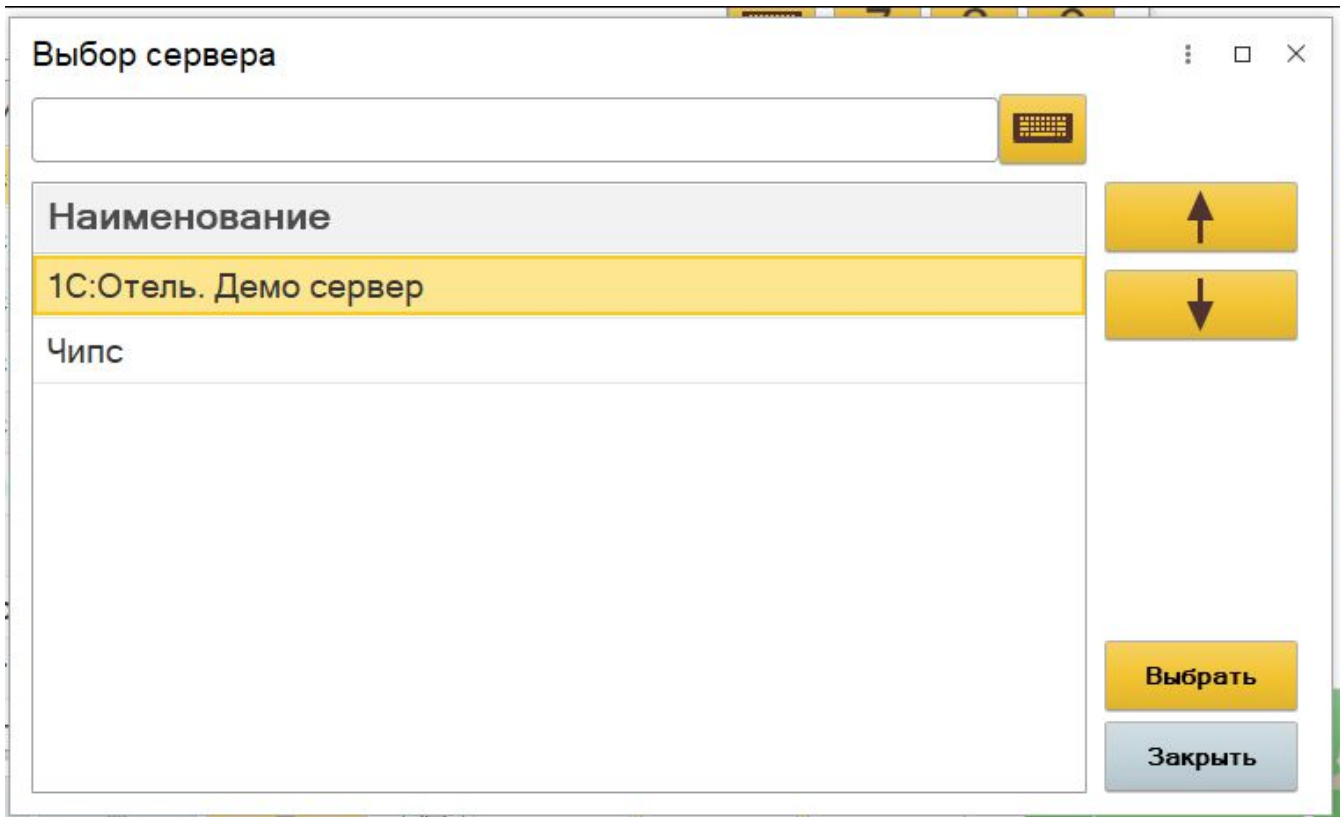 Выбор сервера
Наименование
1С:Отель. Демо сервер
Чипс
Выбрать
Закрыть